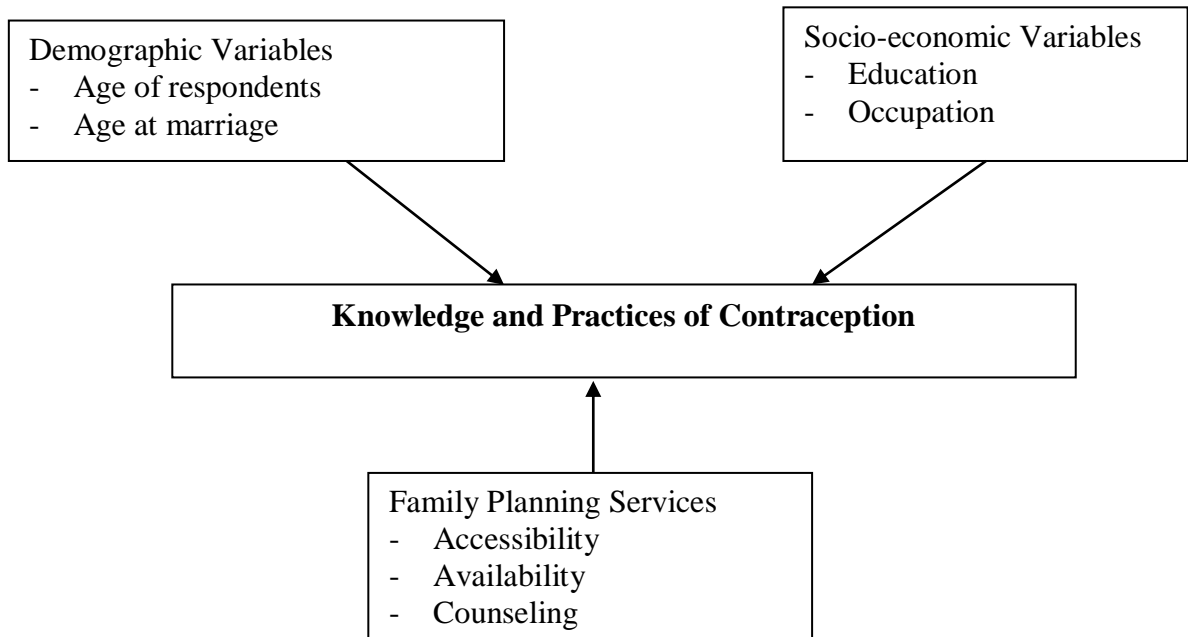 Demographic Variables
- Age of respondents
- Age at marriage
Socio-economic Variables
- Education
- Occupation
Knowledge and Practices of Contraception
Family Planning Services
- Accessibility
- Availability
- Counseling